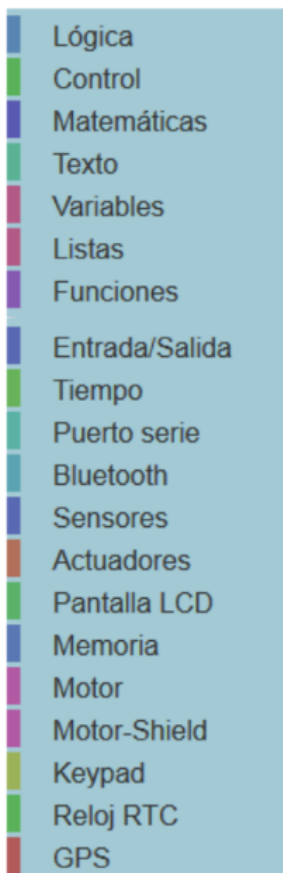 Lógica
Control
Matemáticas
Texto
Variables
Listas
Funciones
Entrada/Salida
Tiempo
Puerto serie
Bluetooth
Sensores
Actuadores
Pantalla LCD
Memoria
Motor
Motor-Shield
Keypad
Reloj RTC
GPS